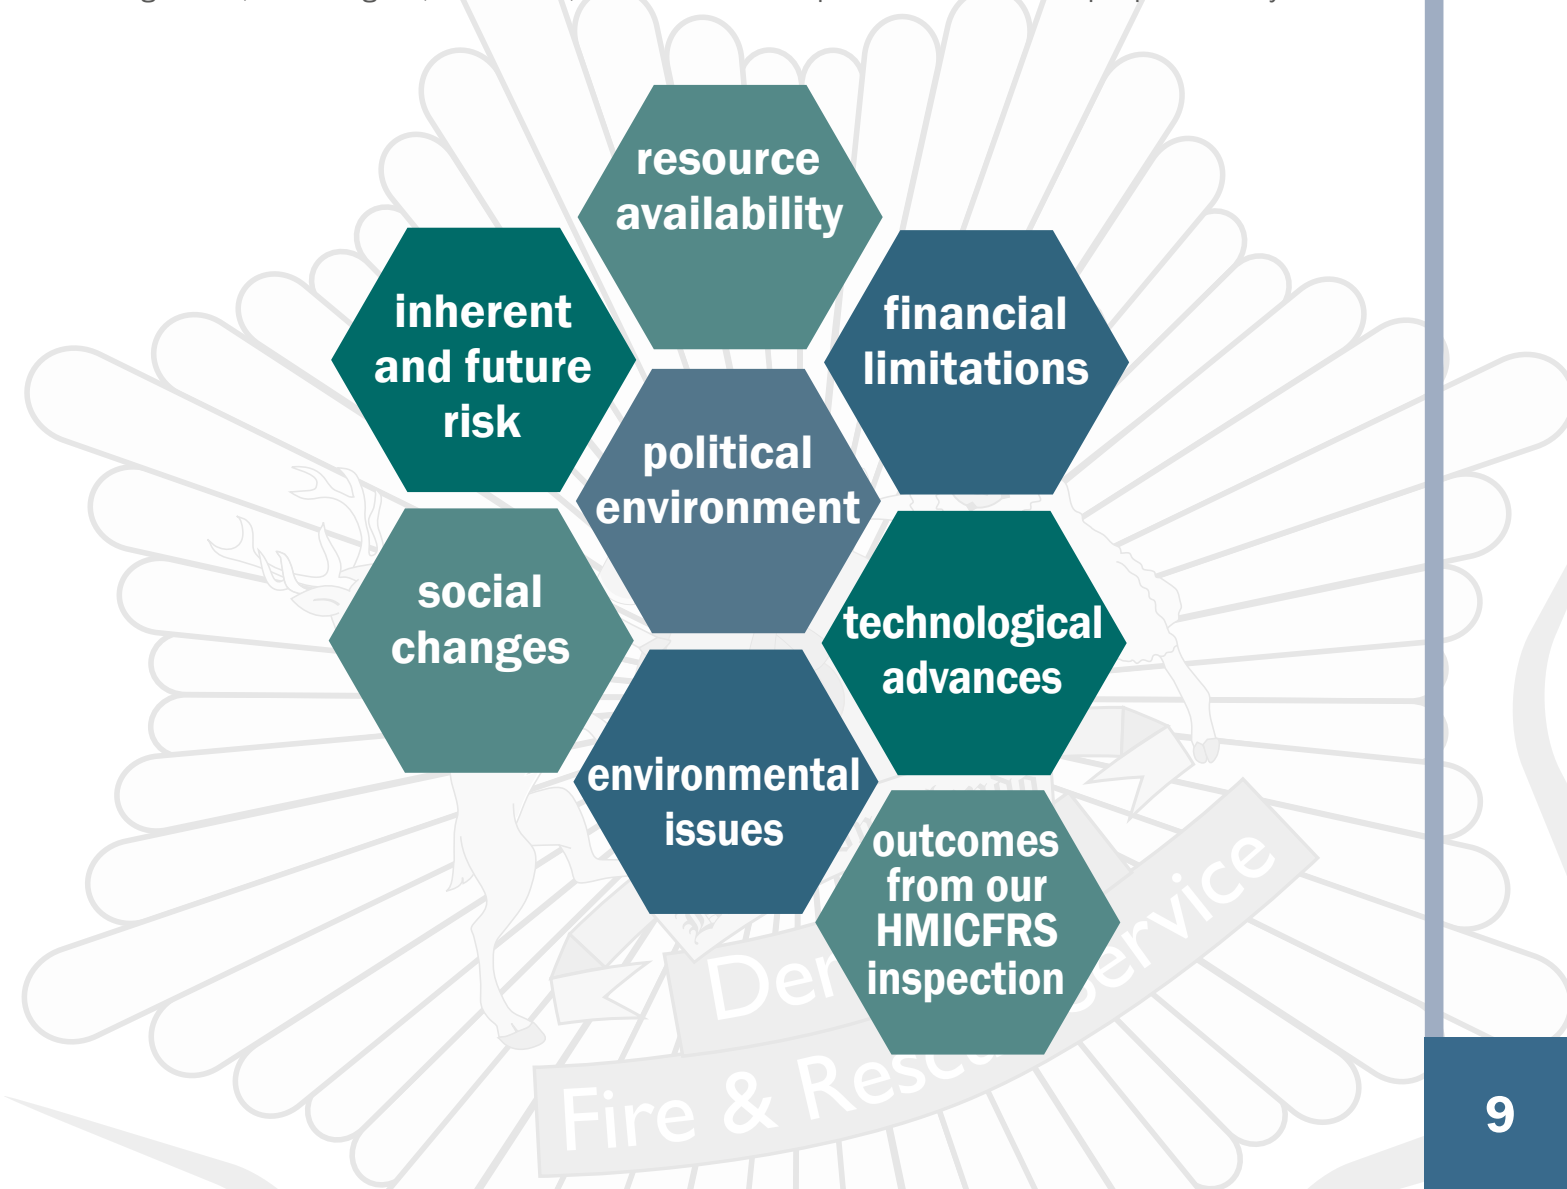 resource
availability
inherent
and future
risk
financial
limitations
political
environment
social
changes
technological
advances
environmental
issues
outcomes
from our
HMICFRS
inspection
Fire &
9